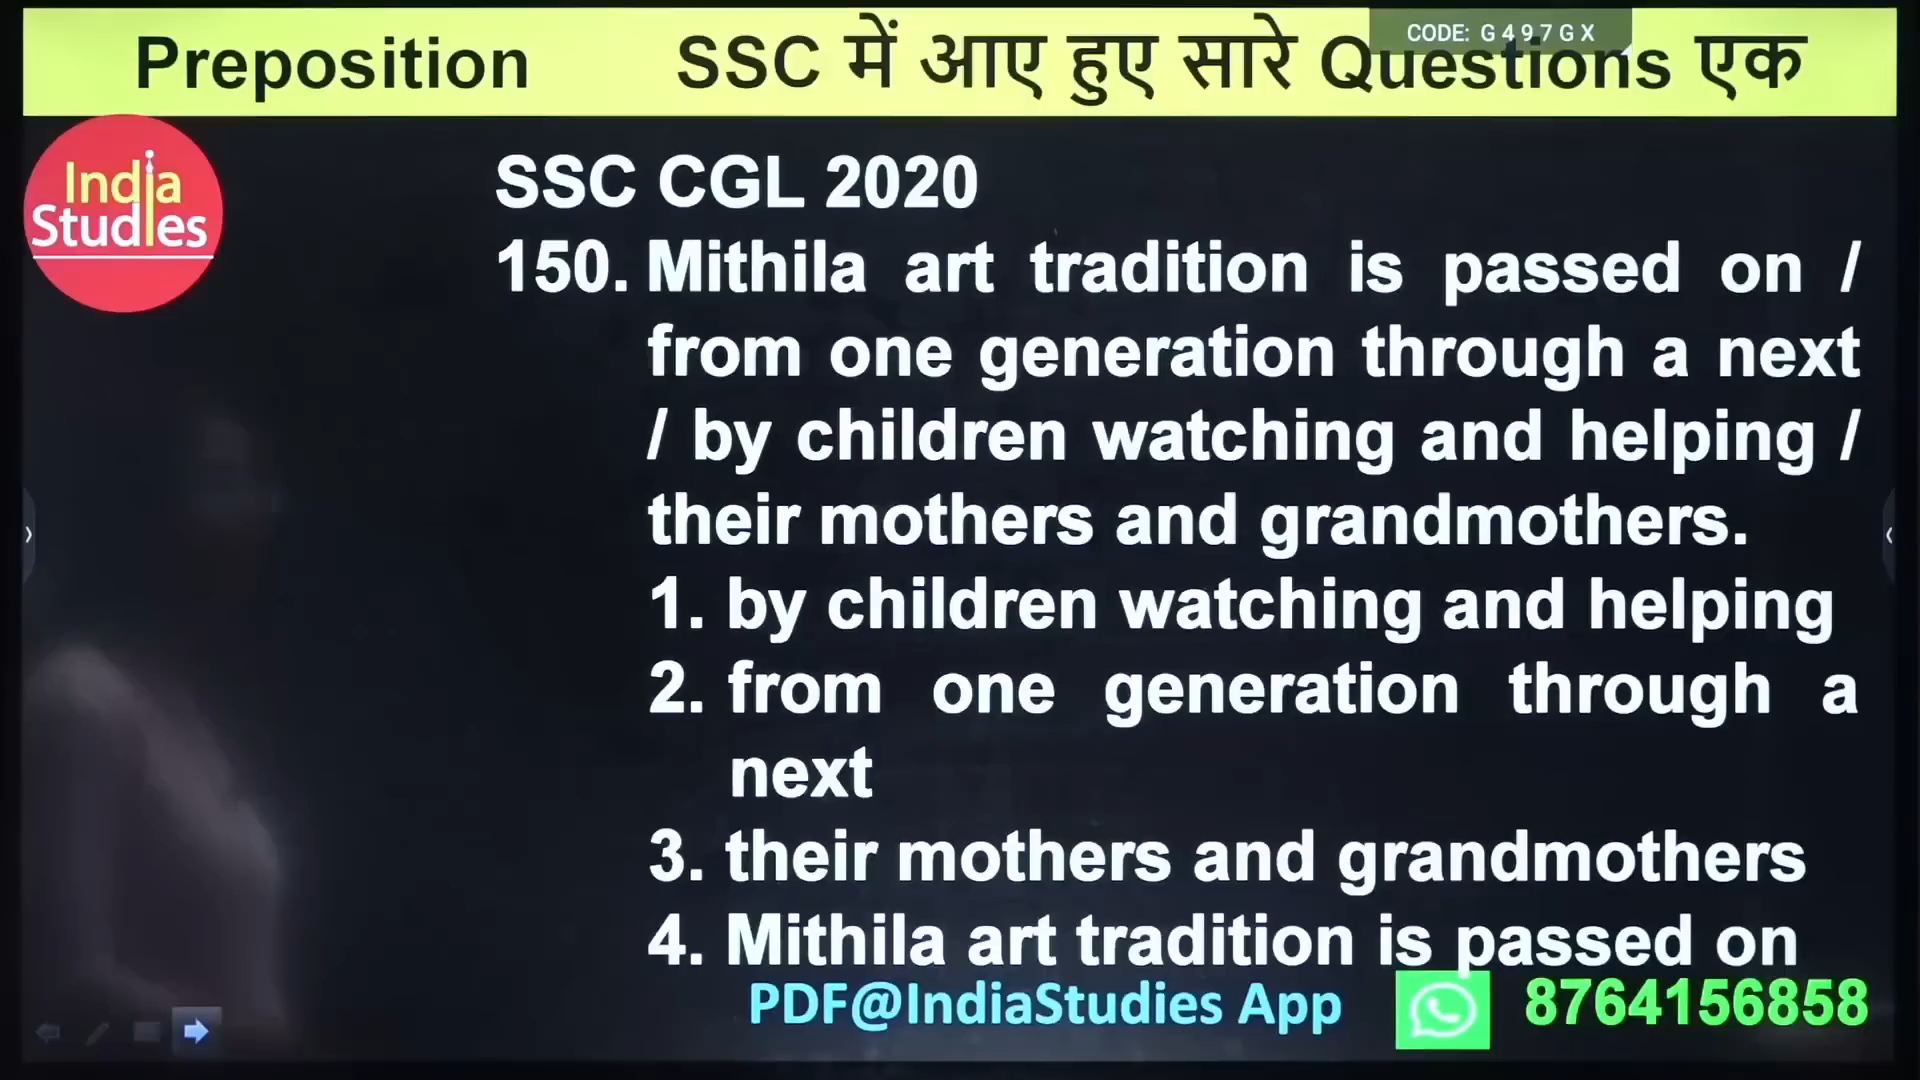 Preposition SSC में आए हुए सारे Questions एक
CODE: G 4 9 7 G X
India
Studies
SSC CGL 2020
150. Mithila art tradition is passed on /
from one generation through a next
/ by children watching and helping /
their mothers and grandmothers.
1. by children watching and helping
2. from one generation through a
next
3. their mothers and grandmothers
4. Mithila art tradition is passed on
PDF@IndiaStudies App 8764156858